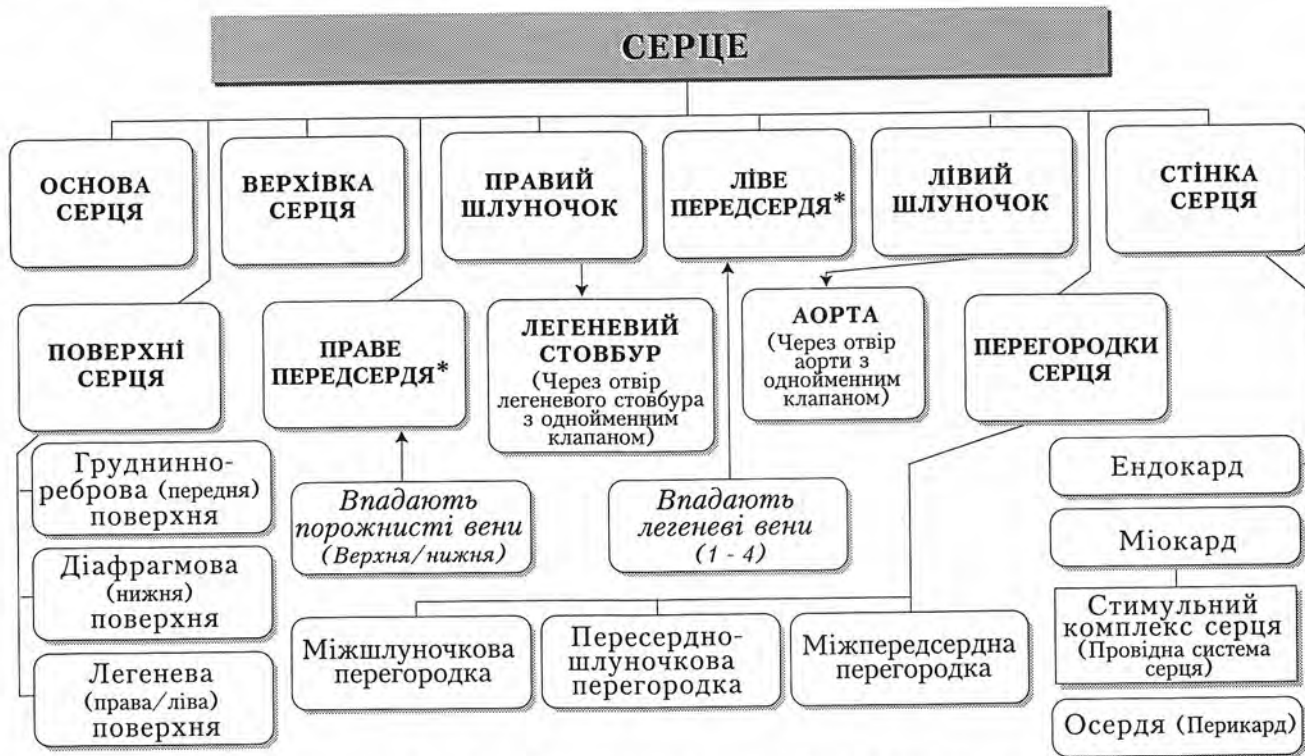 СЕРЦЕ
ОСНОВА
СЕРЦЯ
ВЕРХІВКА
СЕРЦЯ
ПРАВИЙ
ШЛУНОЧОК
ЛІВЕ
ПЕРЕДСЕРДЯ*
ЛІВИЙ
ШЛУНОЧОК
СТІНКА
СЕРЦЯ
ПОВЕРХНІ
СЕРЦЯ
ПРАВЕ
ПЕРЕДСЕРДЯ*
ЛЕГЕНЕВИЙ
СТОВБУР
(Через отвір
легеневого стовбура
з однойменним
клапаном)
АОРТА
(Через отвір
аорти з
однойменним
клапаном)
ПЕРЕГОРОДКИ
СЕРЦЯ
Груднинно-
реброва (передня)
поверхня
Діафрагмова
(нижня)
поверхня
Легенева
(права/ліва)
поверхня
Впадають
порожнисті вени
(Верхня/нижня)
Впадають
легеневі вени
(1 - 4)
Міжшлуночкова
перегородка
Пересердно-
шлуночкова
перегородка
Міжпередсердна
перегородка
Ендокард
Міокард
Стимульний
комплекс серця
(Провідна система
серця)
Осердя (Перикард)